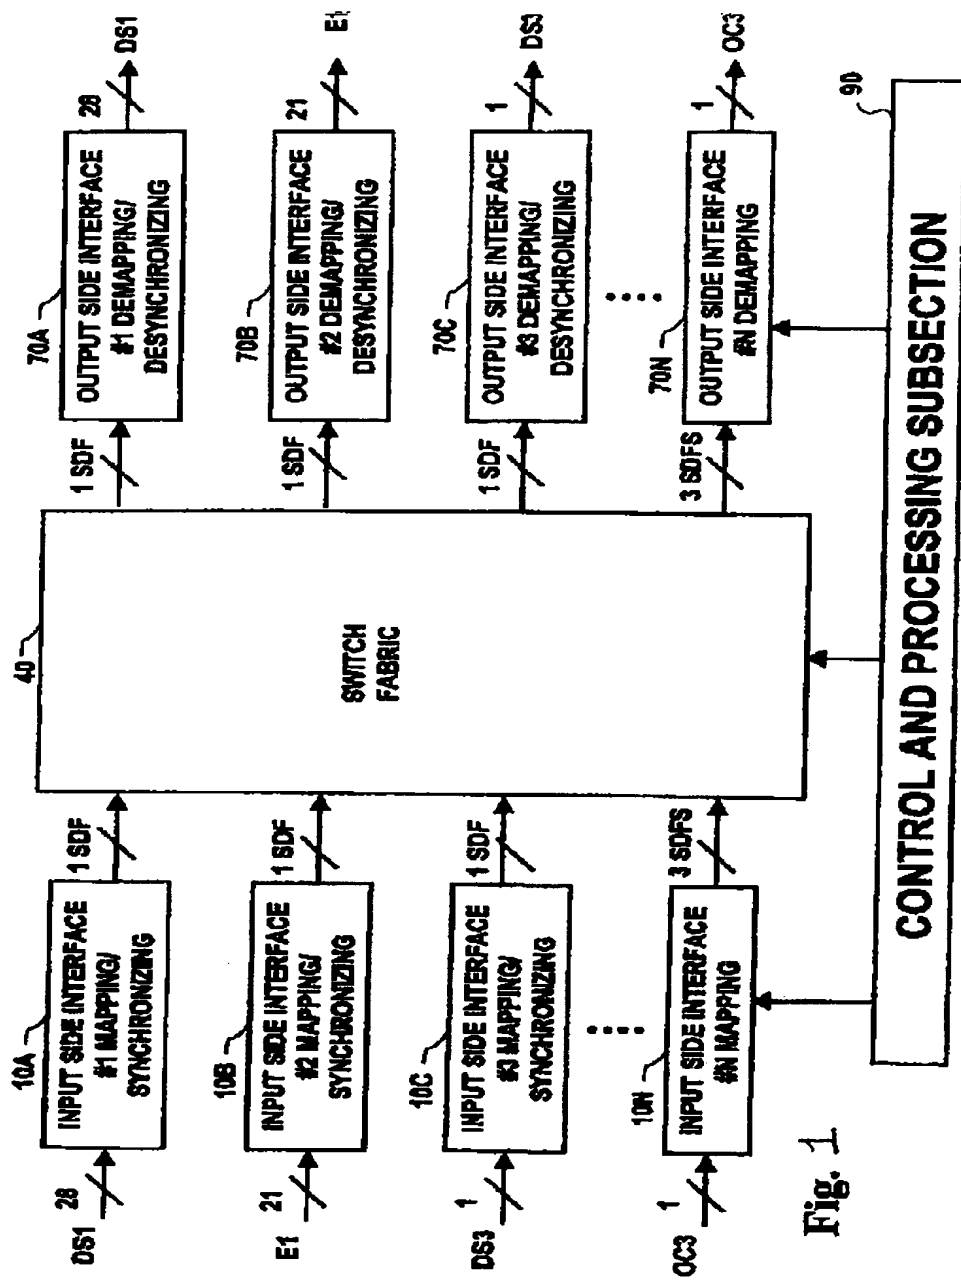 28
DS1
10A
INPUT SIDE INTERFACE
#1 MAPPING/
SYNCHRONIZING
1 SDF
21
E1
10B
INPUT SIDE INTERFACE
#2 MAPPING/
SYNCHRONIZING
1 SDF
1
DS3
10C
INPUT SIDE INTERFACE
#3 MAPPING/
SYNCHRONIZING
1 SDF
1
OC3
10N
INPUT SIDE INTERFACE
#N MAPPING
3 SDFS
40
SWITCH
FABRIC
1 SDF
70A
OUTPUT SIDE INTERFACE
#1 DEMAPPING/
DESYNCHRONIZING
28
DS1
1 SDF
70B
OUTPUT SIDE INTERFACE
#2 DEMAPPING/
DESYNCHRONIZING
21
E1
1 SDF
70C
OUTPUT SIDE INTERFACE
#3 DEMAPPING/
DESYNCHRONIZING
1
DS3
3 SDFS
70N
OUTPUT SIDE INTERFACE
#N DEMAPPING
1
OC3
90
CONTROL AND PROCESSING SUBSECTION
Fig. 1